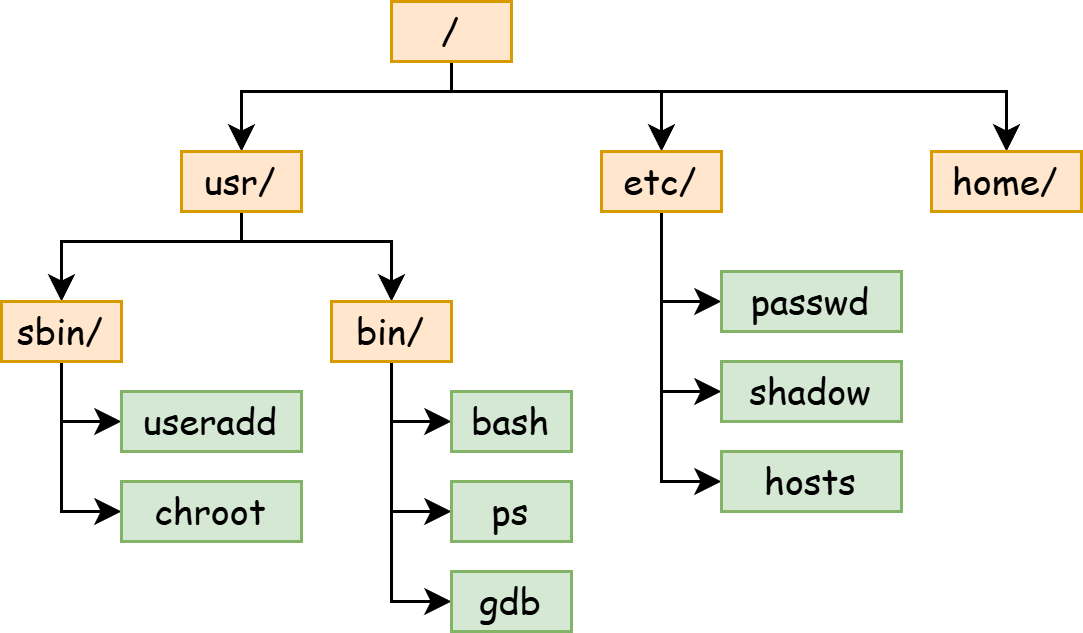 /
usr/
etc/
home/
sbin/
bin/
passwd
shadow
hosts
useradd
chroot
bash
ps
gdb